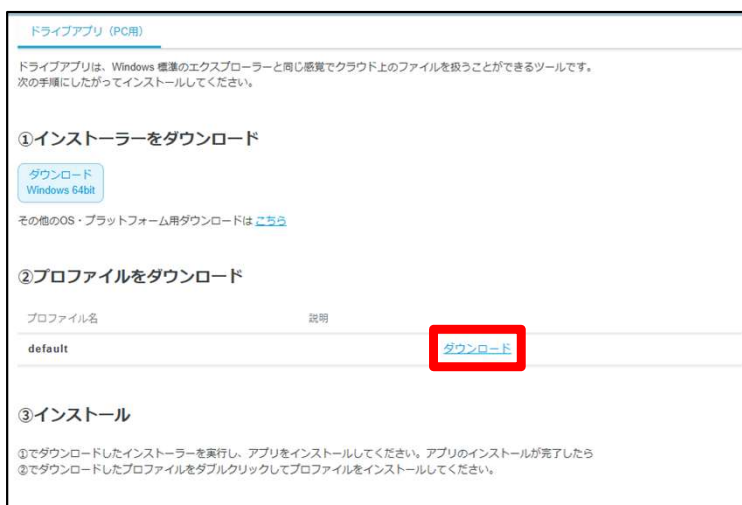 ドライブアプリ（PC用）
ドライブアプリは、Windows 標準のエクスプローラーと同じ感覚でクラウド上のファイルを扱うことができるツールです。
次の手順にしたがってインストールしてください。
①インストーラーをダウンロード
ダウンロード
Windows 64bit
その他のOS・プラットフォーム用ダウンロードは こちら
②プロファイルをダウンロード
プロファイル名 説明
default ダウンロード
③インストール
①でダウンロードしたインストーラーを実行し、アプリをインストールしてください。アプリのインストールが完了したら
②でダウンロードしたプロファイルをダブルクリックしてプロファイルをインストールしてください。